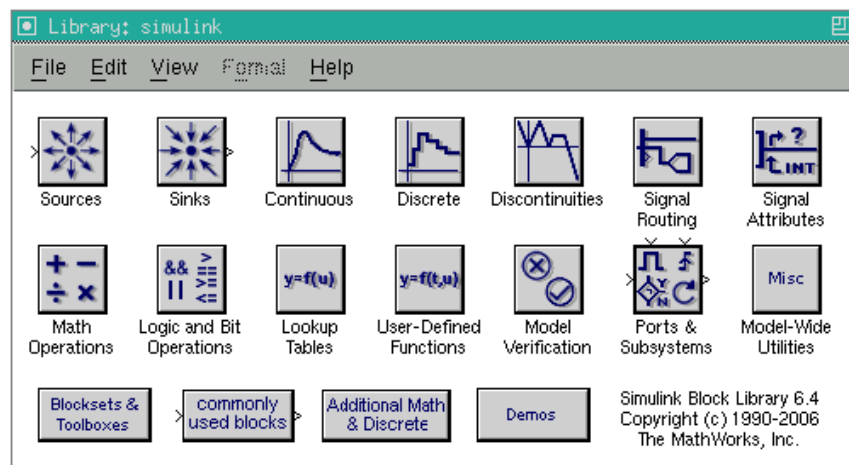 Library: simulink
File Edit View Format Help
Sources Sinks Continuous Discrete Discontinuities Signal Routing Signal Attributes
? t.INT
+ −
÷ ×
&& || > == >= <=
y=f(u)
y=f(t,u)
Y N
Misc
Math Operations
Logic and Bit Operations
Lookup Tables
User-Defined Functions
Model Verification
Ports & Subsystems
Model-Wide Utilities
Blocksets & Toolboxes
commonly used blocks
Additional Math & Discrete
Demos
Simulink Block Library 6.4
Copyright (c) 1990-2006
The MathWorks, Inc.